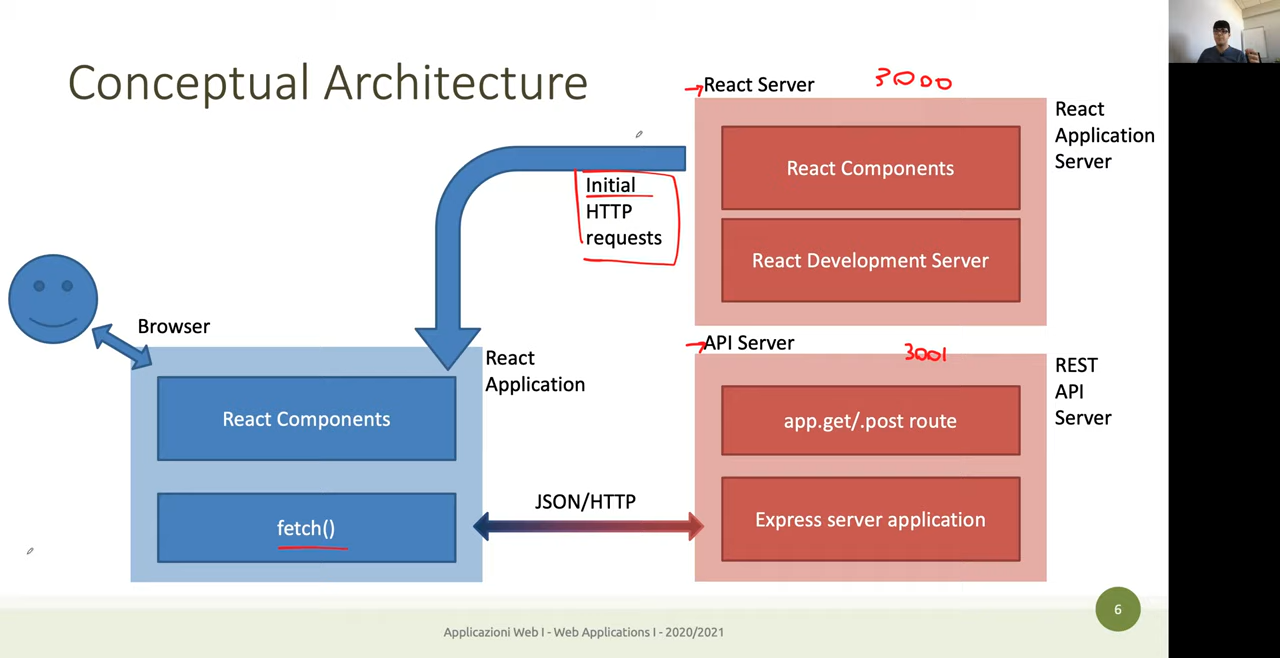 Conceptual Architecture
React Server
3000
React
Application
Server
React Components
Initial
HTTP
requests
React Development Server
Browser
API Server
3001
React
Application
REST
API
Server
React Components
app.get/.post route
JSON/HTTP
fetch()
Express server application
6
Applicazioni Web I - Web Applications I - 2020/2021